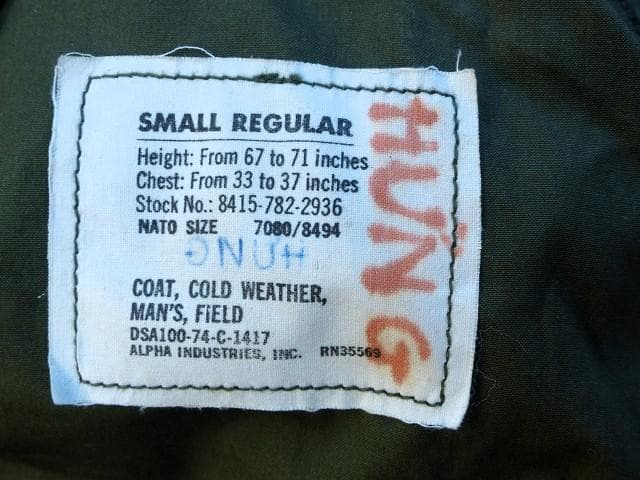 SMALL REGULAR
Height: From 67 to 71 inches
Chest: From 33 to 37 inches
Stock No.: 8415-782-2936
NATO SIZE 7080/8494
HUNG
COAT, COLD WEATHER,
MAN'S, FIELD
DSA100-74-C-1417
ALPHA INDUSTRIES, INC. RN35569
HUNG